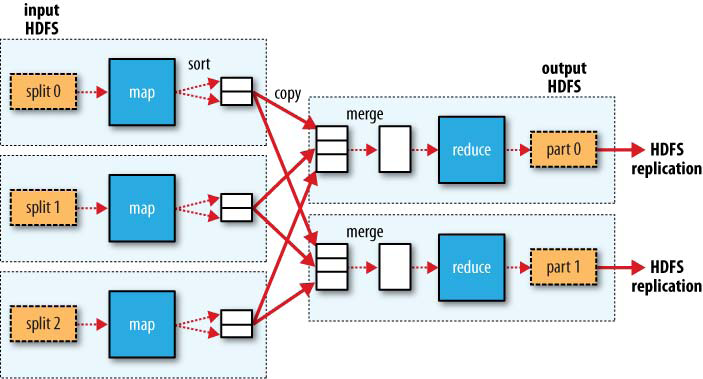 input
HDFS
split 0
map
sort
copy
split 1
map
split 2
map
output
HDFS
merge
reduce
part 0
HDFS
replication
merge
reduce
part 1
HDFS
replication